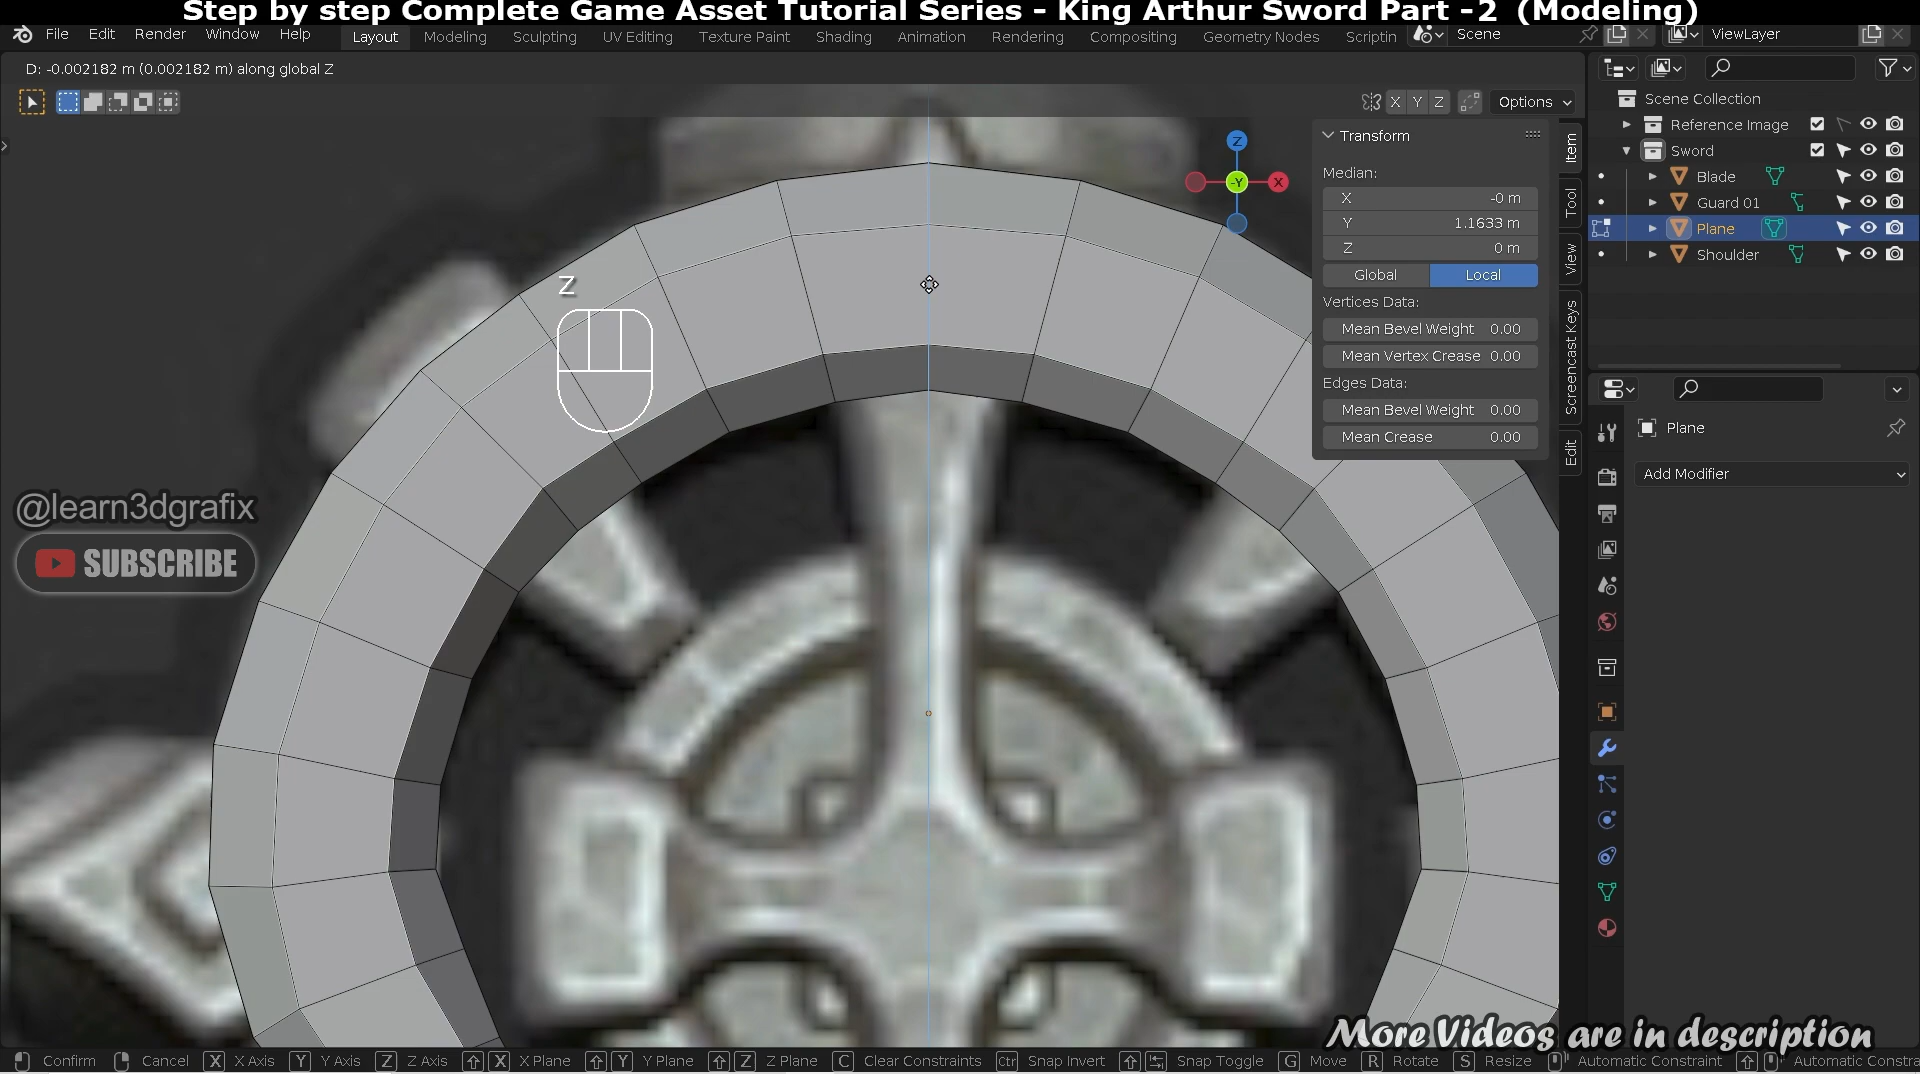 Step by step Complete Game Asset Tutorial Series - King Arthur Sword Part -2 (Modeling)
File Edit Render Window Help Layout Modeling Sculpting UV Editing Texture Paint Shading Animation Rendering Compositing Geometry Nodes Scriptin Scene ViewLayer
D: -0.002182 m (0.002182 m) along global Z
X Y Z Options
Scene Collection
Reference Image
Sword
Blade
Guard 01
Plane
Shoulder
Z
X
-Y
Transform
Median:
X -0 m
Y 1.1633 m
Z 0 m
Global Local
Vertices Data:
Mean Bevel Weight 0.00
Mean Vertex Crease 0.00
Edges Data:
Mean Bevel Weight 0.00
Mean Crease 0.00
Item
Tool
View
Screencast Keys
Edit
Plane
Add Modifier
Z
@learn3dgrafix
SUBSCRIBE
More Videos are in description
Confirm Cancel X X Axis Y Y Axis Z Z Axis X X Plane Y Y Plane Z Z Plane C Clear Constraints Ctrl Snap Invert Snap Toggle G Move R Rotate S Resize Automatic Constraint Automatic Constra